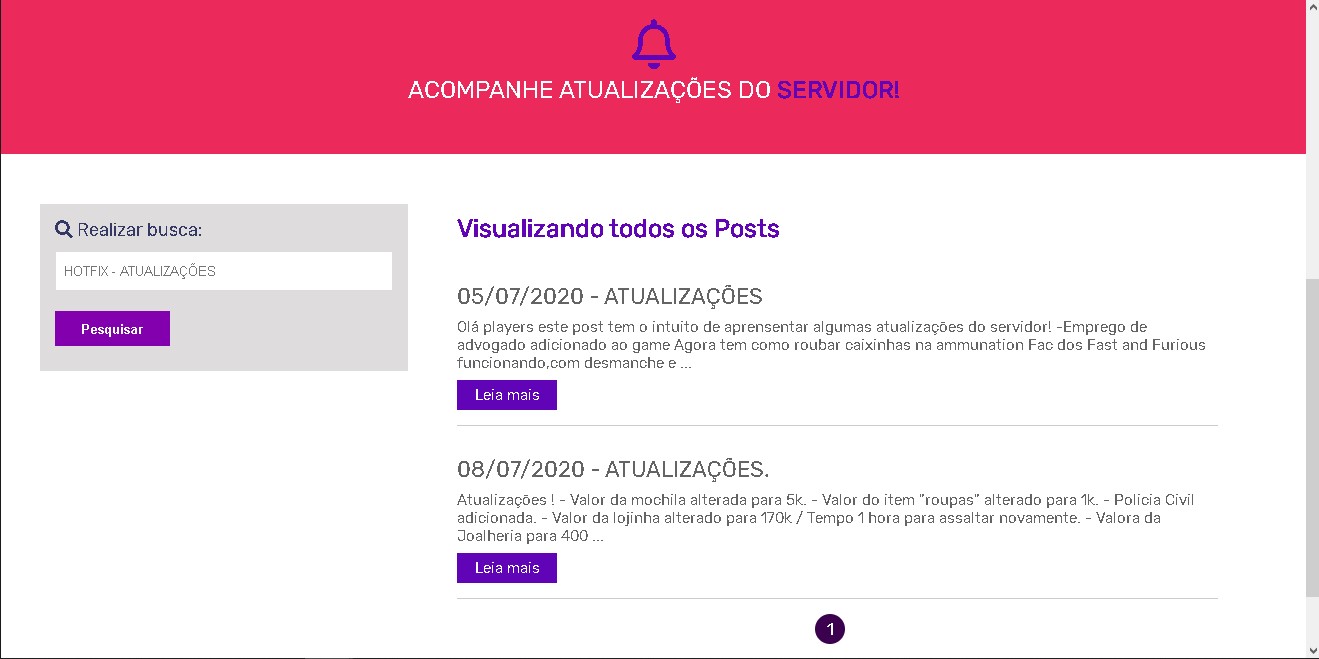 ACOMPANHE ATUALIZAÇÕES DO SERVIDOR!
Realizar busca:
HOTFIX - ATUALIZAÇÕES
Pesquisar
Visualizando todos os Posts
05/07/2020 - ATUALIZAÇÕES
Olá players este post tem o intuito de aprensentar algumas atualizações do servidor! -Emprego de
advogado adicionado ao game Agora tem como roubar caixinhas na ammunation Fac dos Fast and Furious
funcionando,com desmanche e ...
Leia mais
08/07/2020 - ATUALIZAÇÕES.
Atualizações ! - Valor da mochila alterada para 5k. - Valor do item "roupas" alterado para 1k. - Policia Civil
adicionada. - Valor da lojinha alterado para 170k / Tempo 1 hora para assaltar novamente. - Valora da
Joalheria para 400 ...
Leia mais
1